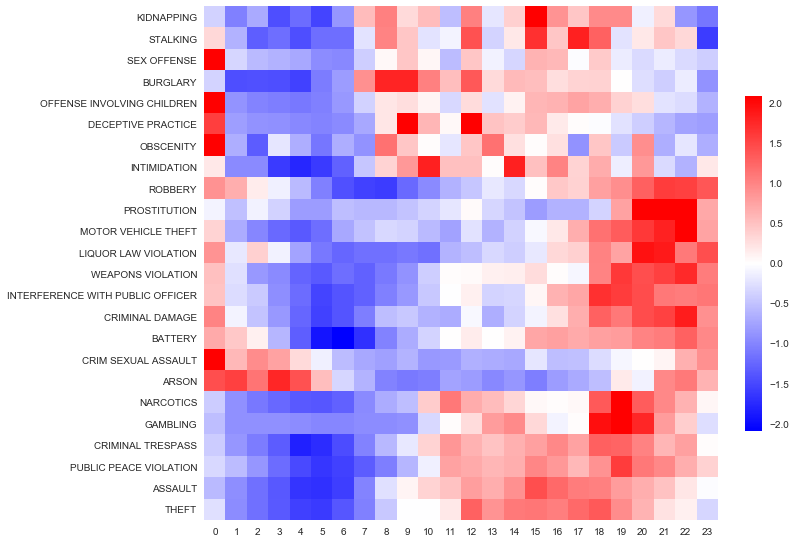 KIDNAPPING
STALKING
SEX OFFENSE
BURGLARY
OFFENSE INVOLVING CHILDREN
DECEPTIVE PRACTICE
OBSCENITY
INTIMIDATION
ROBBERY
PROSTITUTION
MOTOR VEHICLE THEFT
LIQUOR LAW VIOLATION
WEAPONS VIOLATION
INTERFERENCE WITH PUBLIC OFFICER
CRIMINAL DAMAGE
BATTERY
CRIM SEXUAL ASSAULT
ARSON
NARCOTICS
GAMBLING
CRIMINAL TRESPASS
PUBLIC PEACE VIOLATION
ASSAULT
THEFT
0 1 2 3 4 5 6 7 8 9 10 11 12 13 14 15 16 17 18 19 20 21 22 23
2.0
1.5
1.0
0.5
0.0
−0.5
−1.0
−1.5
−2.0